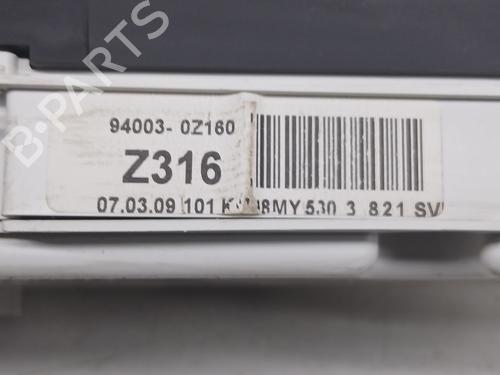 94003- 0Z160
Z316
07.03.09 101 MY 530 3 821 SV
B-PARTS